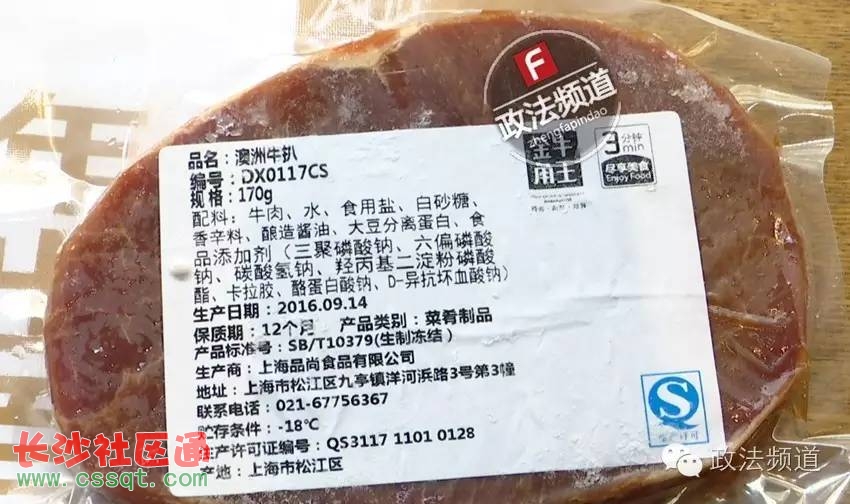 F
政法频道
zhengfapindao
品名：澳洲牛扒
编号：DX0117CS
规格：170g
3分钟
min
尽享美食
Enjoy Food
配料：牛肉、水、食用盐、白砂糖、
香辛料、酿造酱油、大豆分离蛋白、食
品添加剂（三聚磷酸钠、六偏磷酸
钠、碳酸氢钠、羟丙基二淀粉磷酸
酯、卡拉胶、酪蛋白酸钠、D-异抗坏血酸钠）
生产日期：2016.09.14
保质期：12个月 产品类别：菜肴制品
产品标准号：SB/T10379(生制冻结)
生产商：上海品尚食品有限公司
地址：上海市松江区九亭镇洋河浜路3号第3幢
联系电话：021-67756367
贮存条件：-18℃
生产许可证编号：QS3117 1101 0128
产地：上海市松江区
生产许可
长沙社区通
www.cssqt.com
政法频道